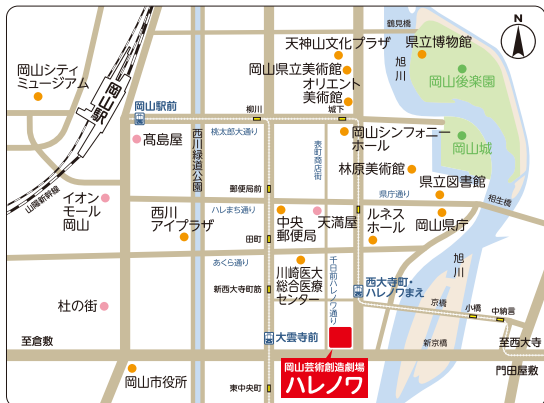 鶴見橋
N
県立博物館
天神山文化プラザ
旭川
岡山県立美術館
岡山後楽園
岡山シティ
ミュージアム
オリエント
美術館
岡山駅
岡山駅前
柳川
城下
桃太郎大通り
髙島屋
西川緑道公園
表町商店街
岡山シンフォニー
ホール
岡山城
林原美術館
山陽新幹線
郵便局前
県庁通り
県立図書館
相生橋
イオン
モール
岡山
ハレまち通り
西川
アイプラザ
中央
郵便局
天満屋
ルネス
ホール
岡山県庁
田町
あくら通り
川崎医大
総合医療
センター
千日前ハレノワ通り
旭川
新西大寺町筋
西大寺町・
ハレノワまえ
京橋
小橋
中納言
杜の街
至倉敷
大雲寺前
新京橋
至西大寺
門田屋敷
岡山市役所
岡山芸術創造劇場
ハレノワ
東中央町